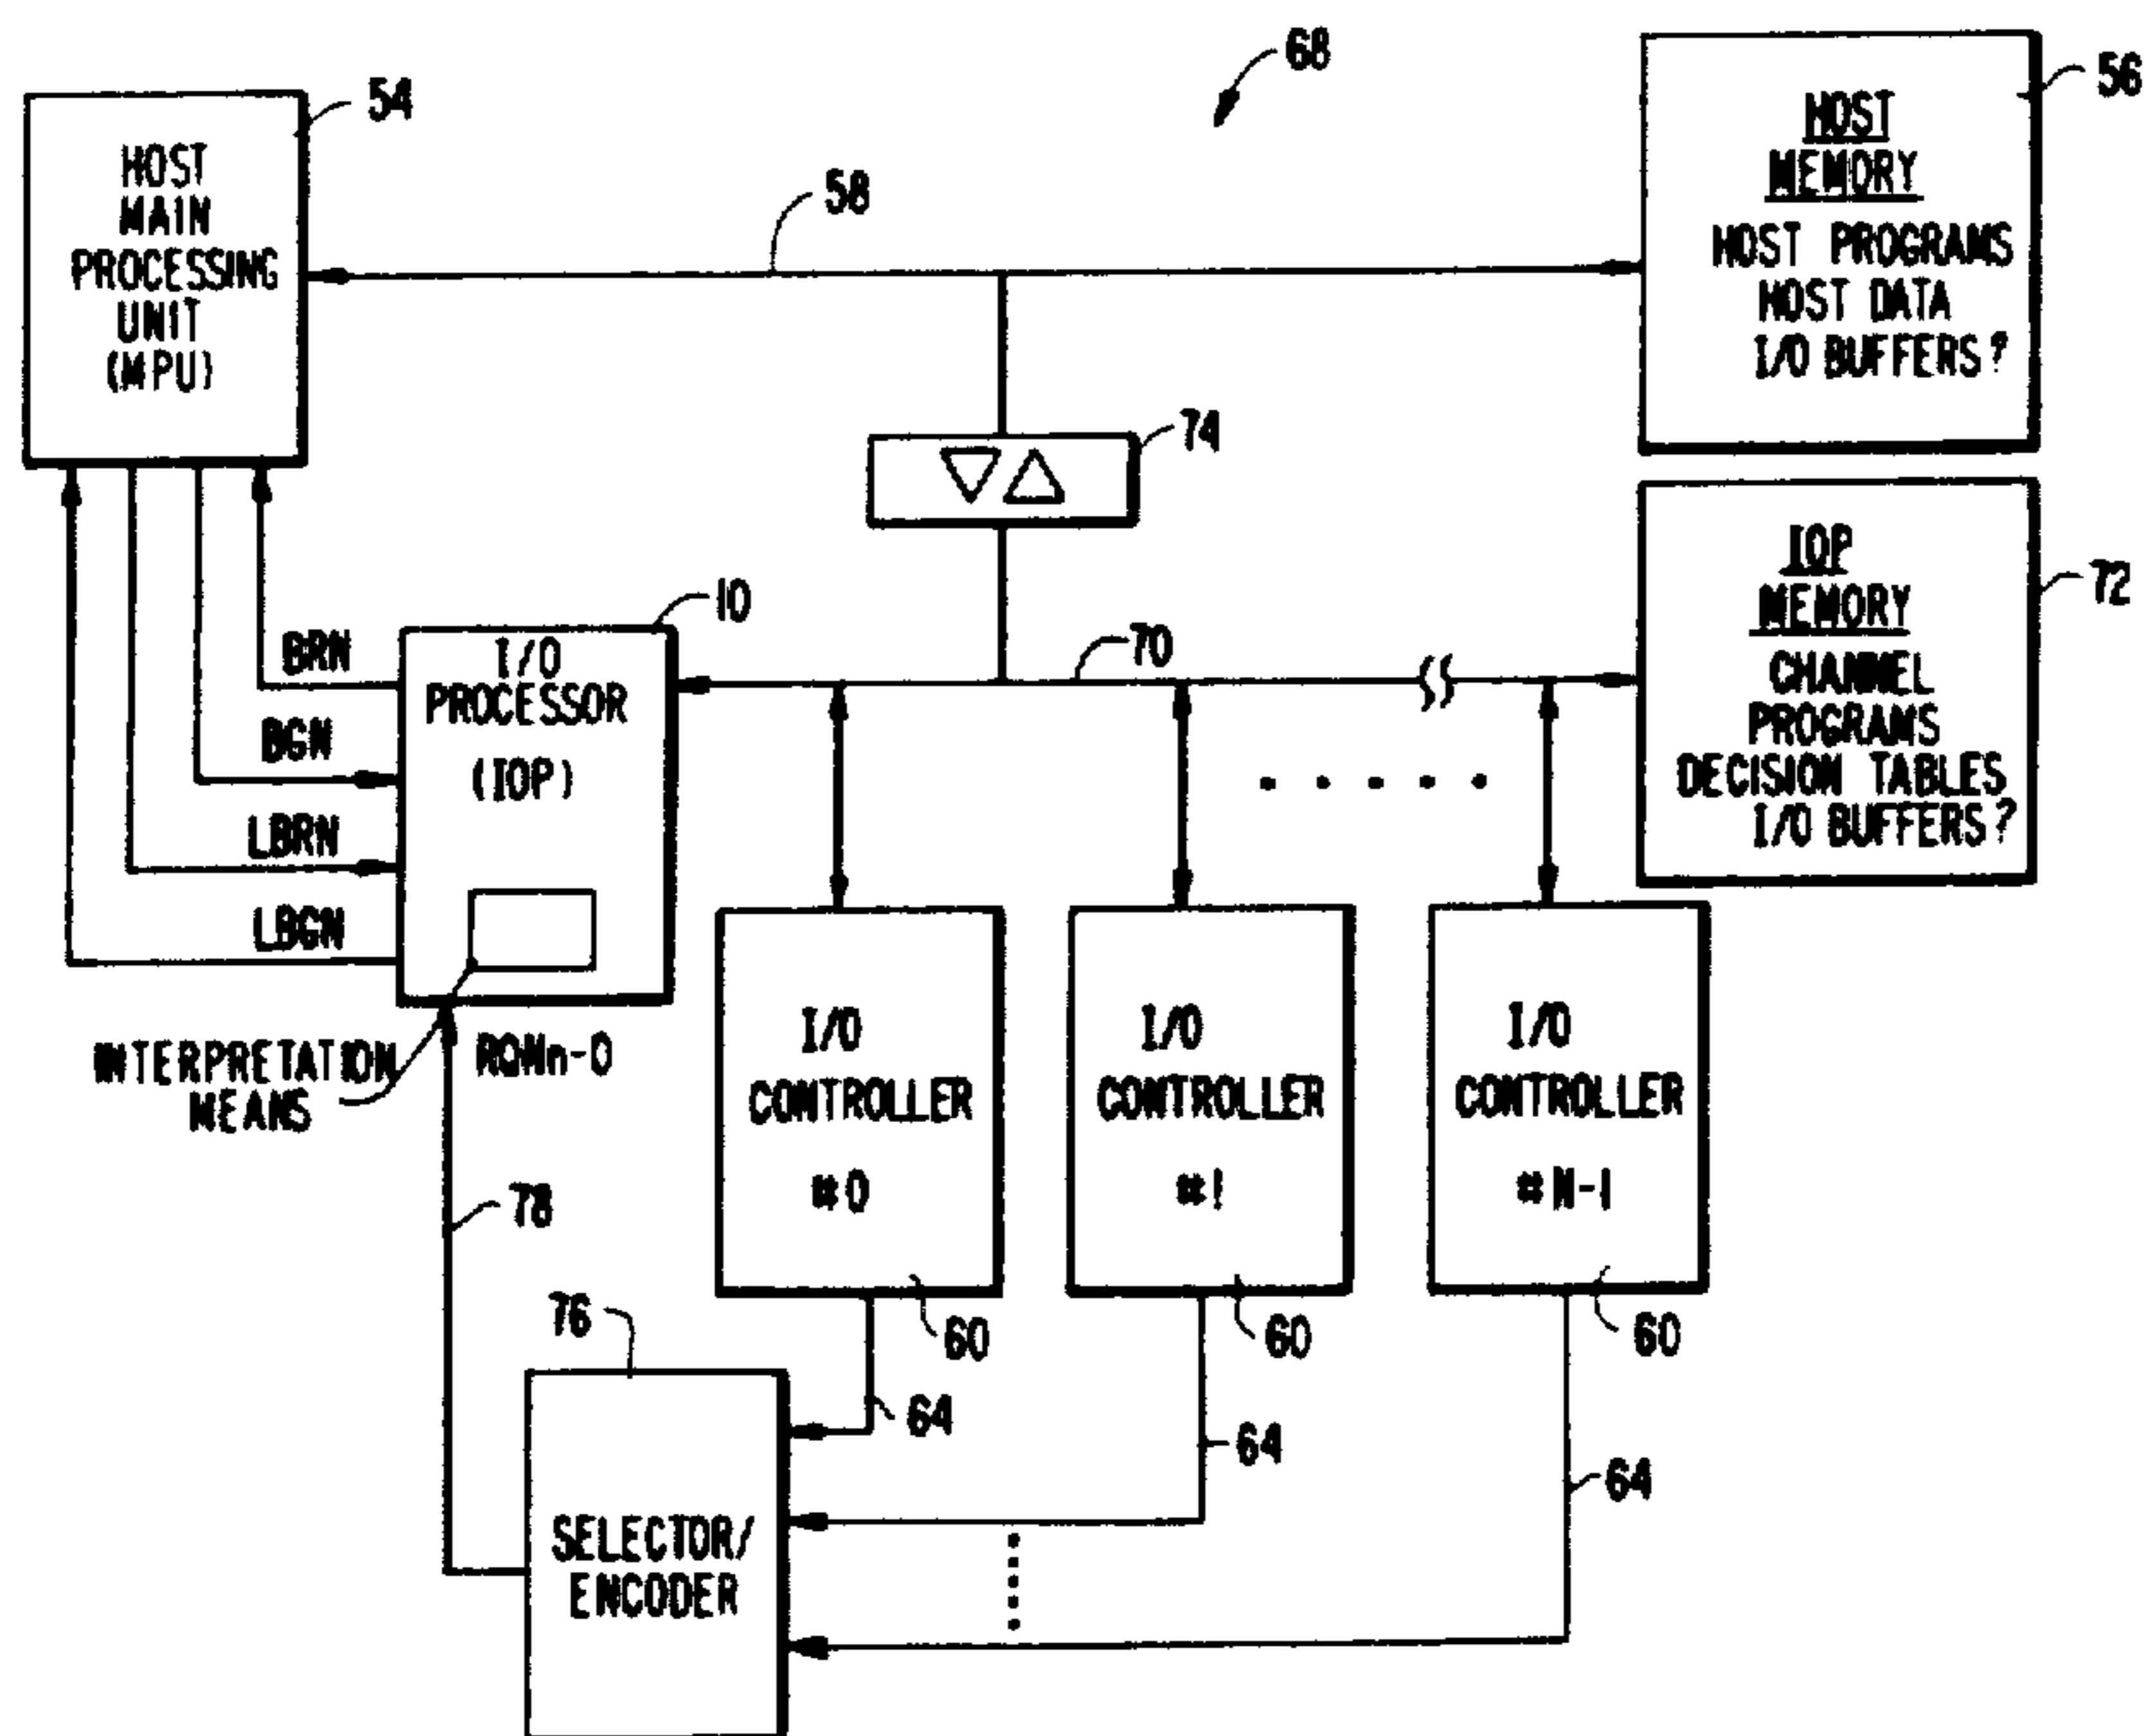 68
54
HOST
MAIN
PROCESSING
UNIT
(MPU)
58
HOST
MEMORY
HOST PROGRAMS
HOST DATA
I/O BUFFERS?
56
74
10
I/O
PROCESSOR
(IOP)
BRN
BGN
LBRN
LBGN
70
IOP
MEMORY
CHANNEL
PROGRAMS
DECISION TABLES
I/O BUFFERS?
72
INTERPRETATION
MEANS
RQNn-0
78
I/O
CONTROLLER
#0
60
I/O
CONTROLLER
#1
60
I/O
CONTROLLER
#N-1
60
76
64
64
64
SELECTOR/
ENCODER